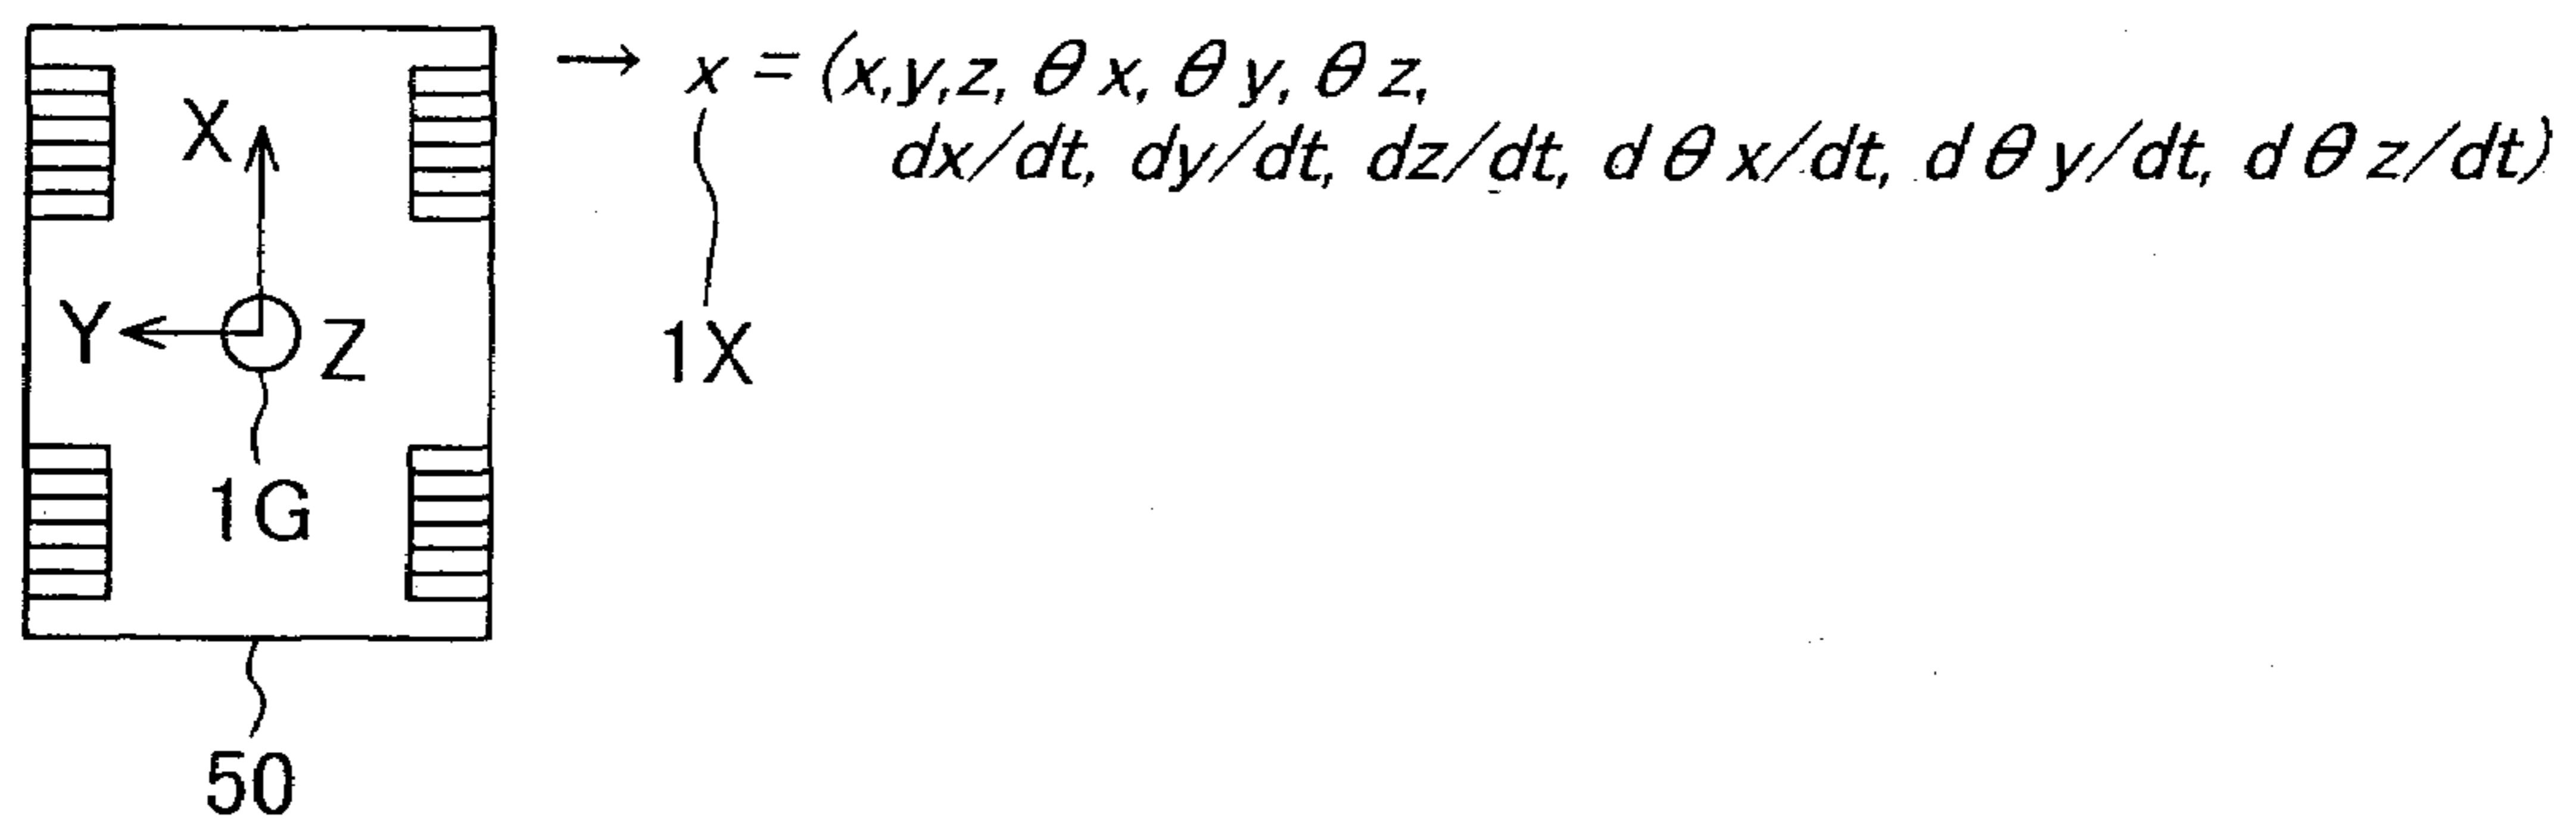 → x = (x,y,z, θx, θy, θz,
dx/dt, dy/dt, dz/dt, dθx/dt, dθy/dt, dθz/dt)
X
Y
Z
1X
1G
50